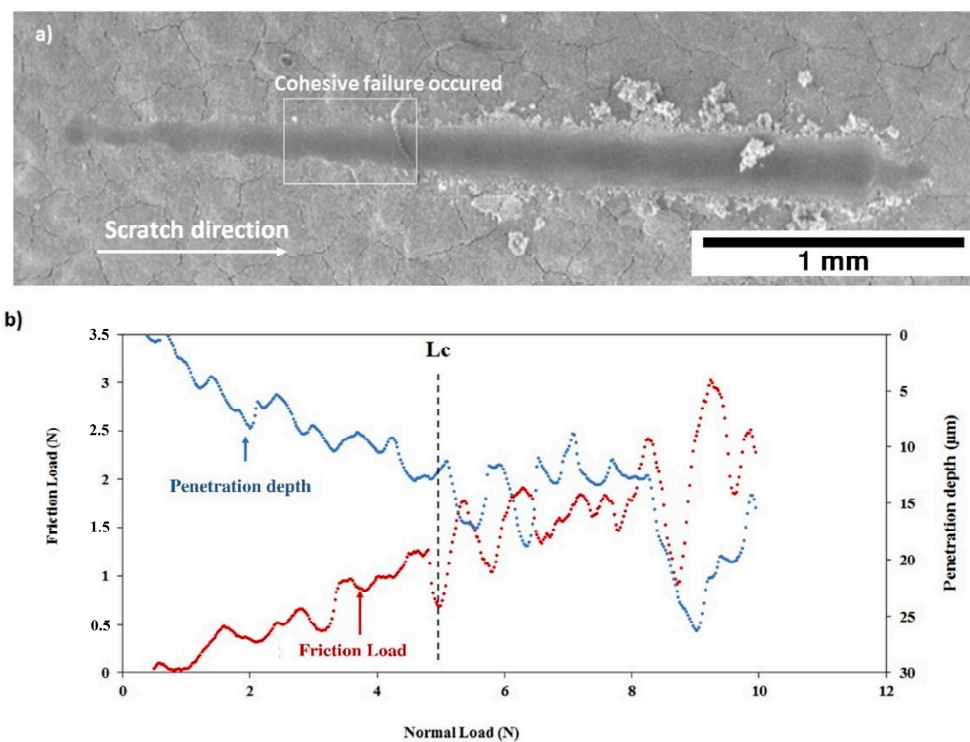 a)
Cohesive failure occured
Scratch direction
1 mm
b)
Lc
3.5
3
2.5
2
1.5
1
0.5
0
Friction Load (N)
0
5
10
15
20
25
30
Penetration depth (µm)
Penetration depth
Friction Load
0 2 4 6 8 10 12
Normal Load (N)